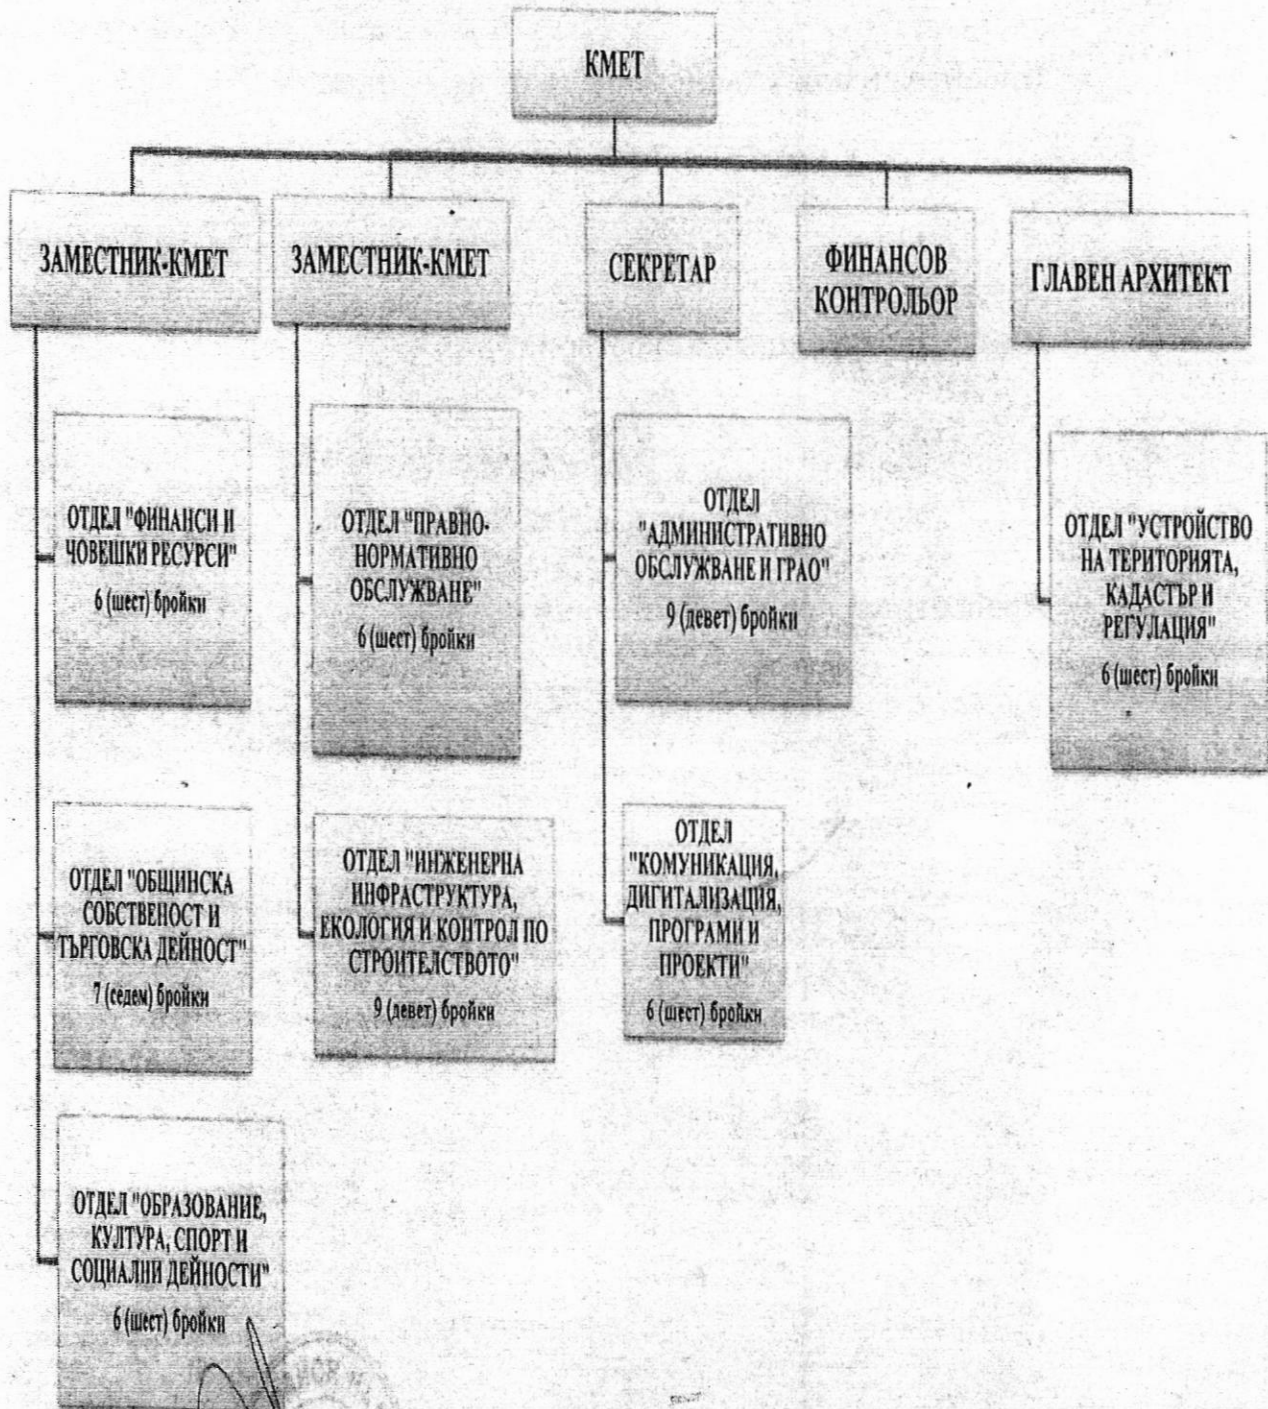 КМЕТ
ЗАМЕСТНИК-КМЕТ
ЗАМЕСТНИК-КМЕТ
СЕКРЕТАР
ФИНАНСОВ
КОНТРОЛЬОР
ГЛАВЕН АРХИТЕКТ
ОТДЕЛ "ФИНАНСИ И
ЧОВЕШКИ РЕСУРСИ"
6 (шест) бройки
ОТДЕЛ "ПРАВНО-
НОРМАТИВНО
ОБСЛУЖВАНЕ"
6 (шест) бройки
ОТДЕЛ
"АДМИНИСТРАТИВНО
ОБСЛУЖВАНЕ И ГРАО"
9 (девет) бройки
ОТДЕЛ "УСТРОЙСТВО
НА ТЕРИТОРИЯТА,
КАДАСТЪР И
РЕГУЛАЦИЯ"
6 (шест) бройки
ОТДЕЛ "ОБЩИНСКА
СОБСТВЕНОСТ И
ТЪРГОВСКА ДЕЙНОСТ"
7 (седем) бройки
ОТДЕЛ "ИНЖЕНЕРНА
ИНФРАСТРУКТУРА,
ЕКОЛОГИЯ И КОНТРОЛ ПО
СТРОИТЕЛСТВОТО"
9 (девет) бройки
ОТДЕЛ
"КОМУНИКАЦИЯ,
ДИГИТАЛИЗАЦИЯ,
ПРОГРАМИ И
ПРОЕКТИ"
6 (шест) бройки
ОТДЕЛ "ОБРАЗОВАНИЕ,
КУЛТУРА, СПОРТ И
СОЦИАЛНИ ДЕЙНОСТИ"
6 (шест) бройки